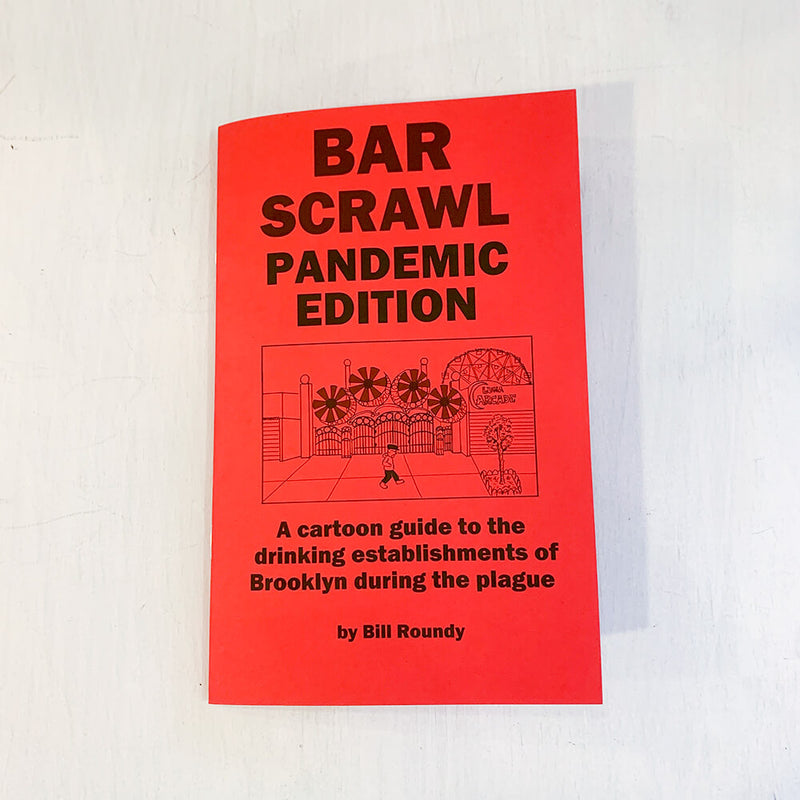 BAR
SCRAWL
PANDEMIC
EDITION
LUNA
ARCADE
A cartoon guide to the
drinking establishments of
Brooklyn during the plague
by Bill Roundy